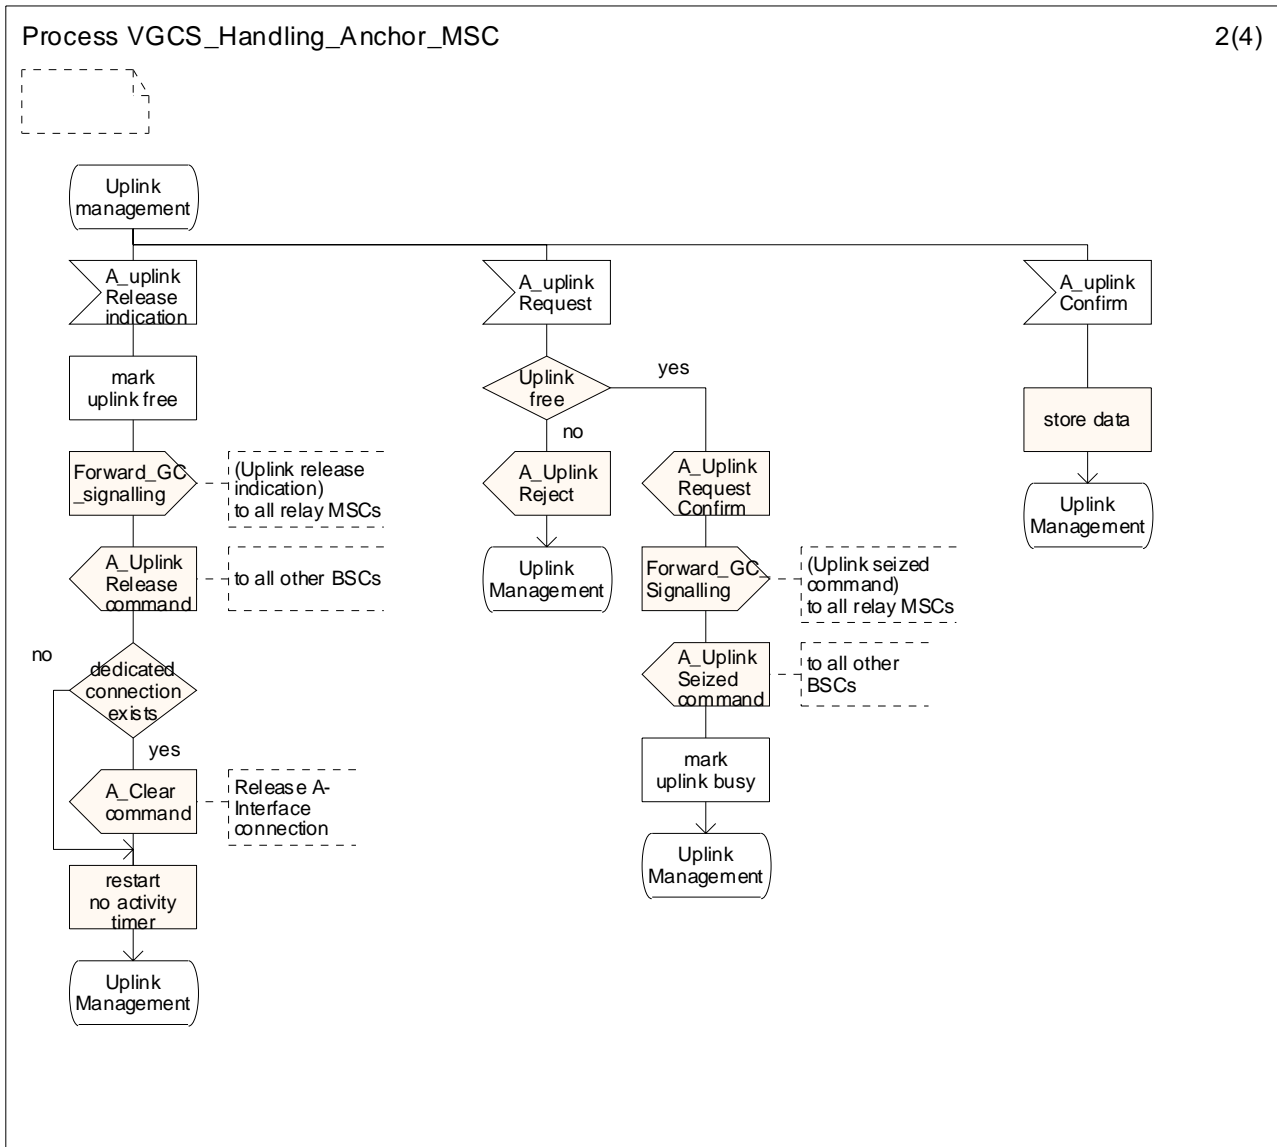 Process VGCS_Handling_Anchor_MSC
2(4)
Uplink
management
A_uplink
Release
indication
A_uplink
Request
A_uplink
Confirm
mark
uplink free
Uplink
free
yes
no
store data
Forward_GC
_signalling
(Uplink release
indication)
to all relay MSCs
A_Uplink
Reject
A_Uplink
Request
Confirm
Uplink
Management
A_Uplink
Release
command
to all other BSCs
Uplink
Management
Forward_GC_
Signalling
(Uplink seized
command)
to all relay MSCs
no
dedicated
connection
exists
yes
A_Uplink
Seized
command
to all other
BSCs
mark
uplink busy
A_Clear
command
Release A-
Interface
connection
Uplink
Management
restart
no activity
timer
Uplink
Management